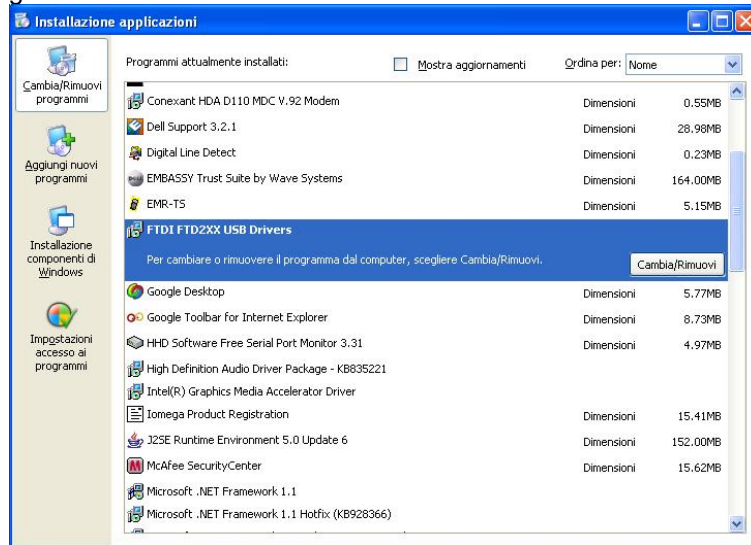 g
Installazione applicazioni
Cambia/Rimuovi
programmi
Aggiungi nuovi
programmi
Installazione
componenti di
Windows
Impostazioni
accesso ai
programmi
Programmi attualmente installati:
Mostra aggiornamenti
Ordina per: Nome
Conexant HDA D110 MDC V.92 Modem Dimensioni 0.55MB
Dell Support 3.2.1 Dimensioni 28.98MB
Digital Line Detect Dimensioni 0.23MB
EMBASSY Trust Suite by Wave Systems Dimensioni 164.00MB
EMR-TS Dimensioni 5.15MB
FTDI FTD2XX USB Drivers
Per cambiare o rimuovere il programma dal computer, scegliere Cambia/Rimuovi.
Cambia/Rimuovi
Google Desktop Dimensioni 5.77MB
Google Toolbar for Internet Explorer Dimensioni 8.73MB
HHD Software Free Serial Port Monitor 3.31 Dimensioni 4.97MB
High Definition Audio Driver Package - KB835221
Intel(R) Graphics Media Accelerator Driver
Iomega Product Registration Dimensioni 15.41MB
J2SE Runtime Environment 5.0 Update 6 Dimensioni 152.00MB
McAfee SecurityCenter Dimensioni 15.62MB
Microsoft .NET Framework 1.1
Microsoft .NET Framework 1.1 Hotfix (KB928366)